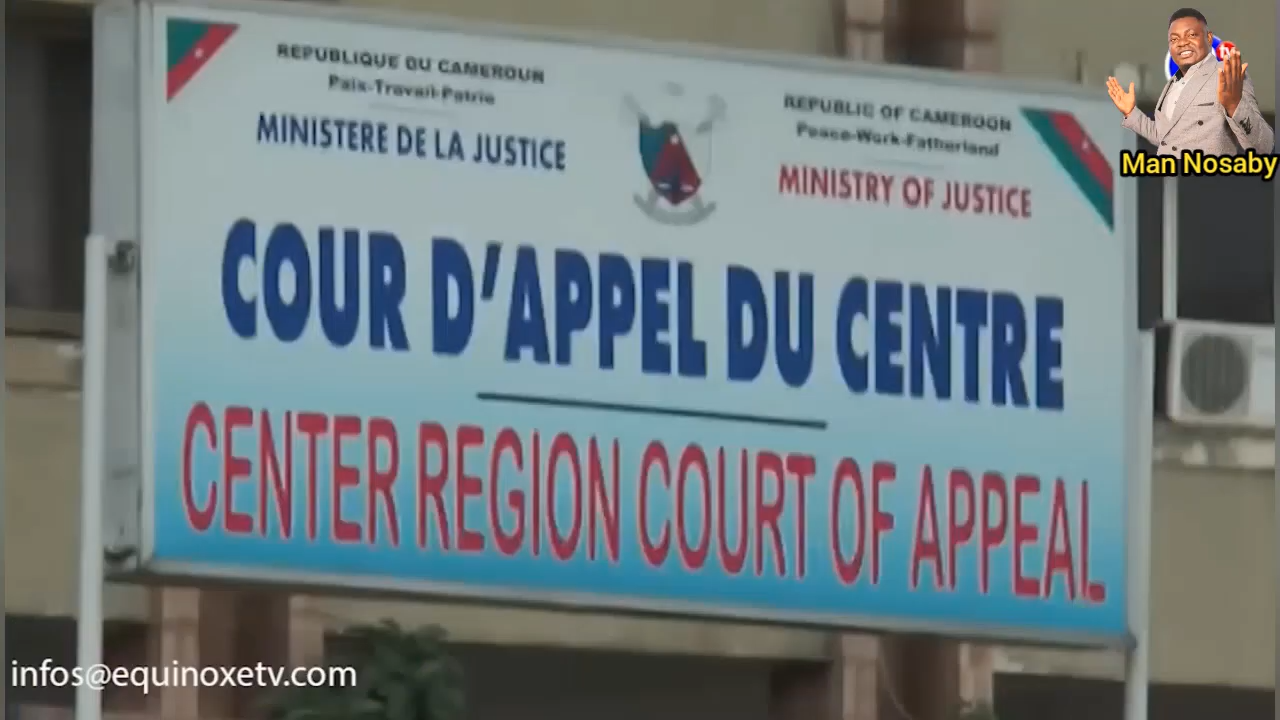 REPUBLIQUE DU CAMEROUN
Paix-Travail-Patrie
MINISTERE DE LA JUSTICE
REPUBLIC OF CAMEROON
Peace-Work-Fatherland
MINISTRY OF JUSTICE
COUR D'APPEL DU CENTRE
CENTER REGION COURT OF APPEAL
tv
Man Nosaby
infos@equinoxetv.com